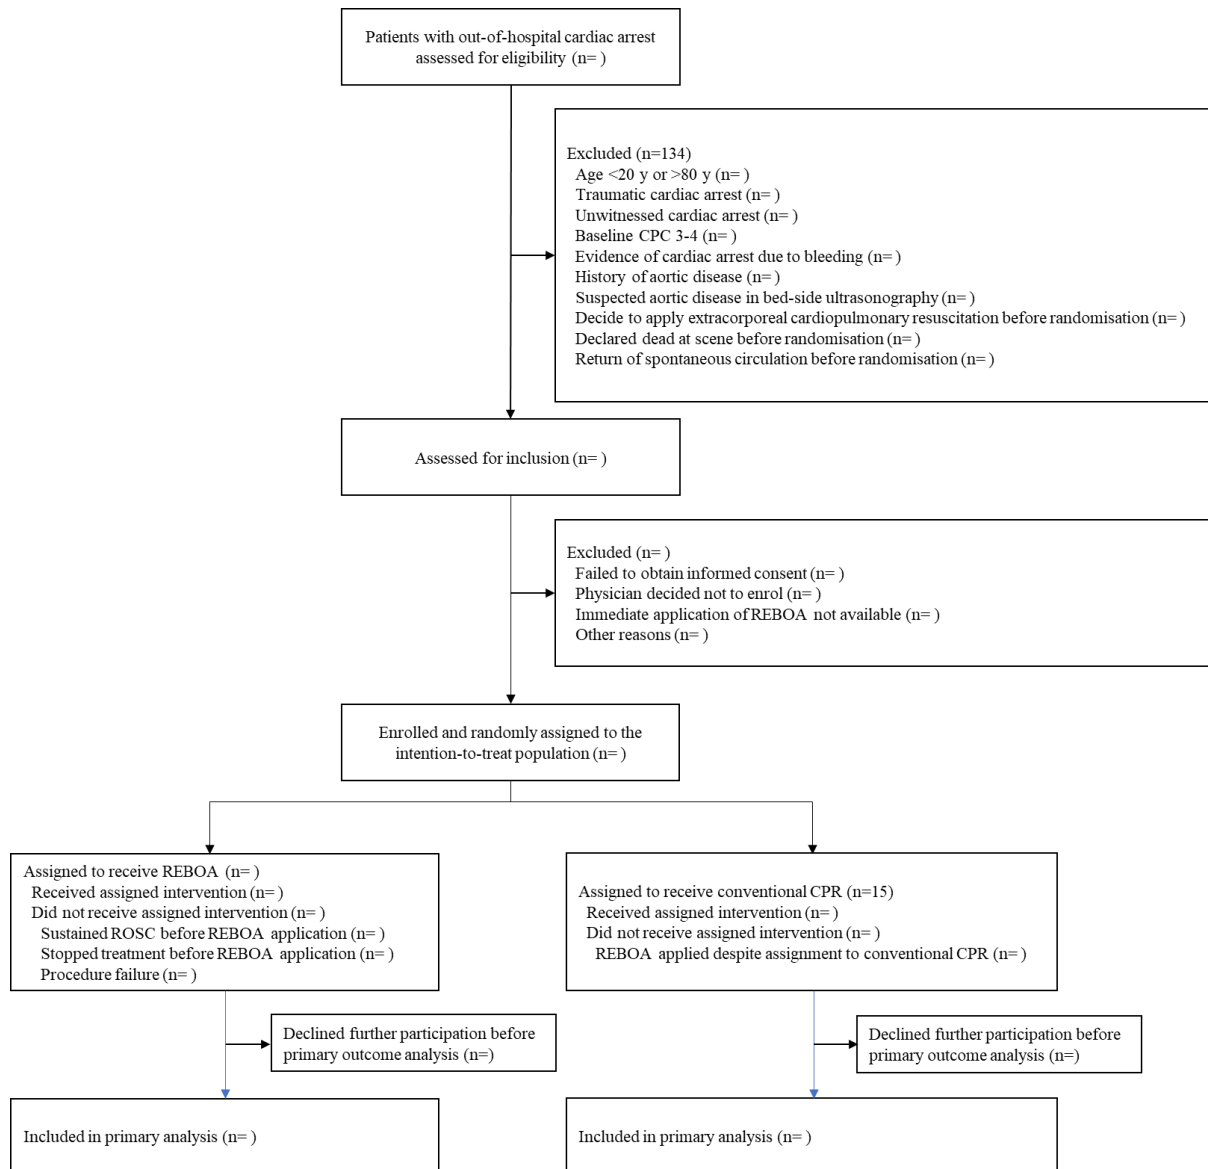 Patients with out-of-hospital cardiac arrest
assessed for eligibility (n= )
Excluded (n=134)
Age <20 y or >80 y (n= )
Traumatic cardiac arrest (n= )
Unwitnessed cardiac arrest (n= )
Baseline CPC 3-4 (n= )
Evidence of cardiac arrest due to bleeding (n= )
History of aortic disease (n= )
Suspected aortic disease in bed-side ultrasonography (n= )
Decide to apply extracorporeal cardiopulmonary resuscitation before randomisation (n= )
Declared dead at scene before randomisation (n= )
Return of spontaneous circulation before randomisation (n= )
Assessed for inclusion (n= )
Excluded (n= )
Failed to obtain informed consent (n= )
Physician decided not to enrol (n= )
Immediate application of REBOA not available (n= )
Other reasons (n= )
Enrolled and randomly assigned to the
intention-to-treat population (n= )
Assigned to receive REBOA (n= )
Received assigned intervention (n= )
Did not receive assigned intervention (n= )
Sustained ROSC before REBOA application (n= )
Stopped treatment before REBOA application (n= )
Procedure failure (n= )
Assigned to receive conventional CPR (n=15)
Received assigned intervention (n= )
Did not receive assigned intervention (n= )
REBOA applied despite assignment to conventional CPR (n= )
Declined further participation before
primary outcome analysis (n=)
Declined further participation before
primary outcome analysis (n=)
Included in primary analysis (n= )
Included in primary analysis (n= )